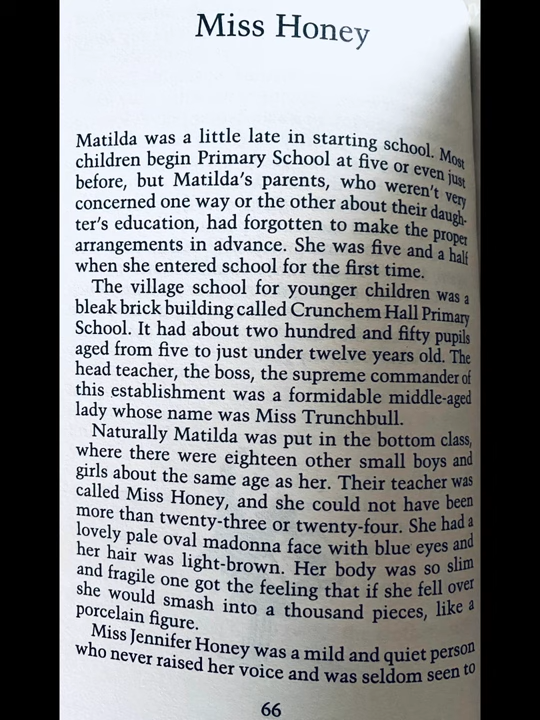 Miss Honey
Matilda was a little late in starting school. Most
children begin Primary School at five or even just
before, but Matilda's parents, who weren't very
concerned one way or the other about their daugh-
ter's education, had forgotten to make the proper
arrangements in advance. She was five and a half
when she entered school for the first time.
The village school for younger children was a
bleak brick building called Crunchem Hall Primary
School. It had about two hundred and fifty pupils
aged from five to just under twelve years old. The
head teacher, the boss, the supreme commander of
this establishment was a formidable middle-aged
lady whose name was Miss Trunchbull.
Naturally Matilda was put in the bottom class,
where there were eighteen other small boys and
girls about the same age as her. Their teacher was
called Miss Honey, and she could not have been
more than twenty-three or twenty-four. She had a
lovely pale oval madonna face with blue eyes and
her hair was light-brown. Her body was so slim
and fragile one got the feeling that if she fell over
she would smash into a thousand pieces, like a
porcelain figure.
Miss Jennifer Honey was a mild and quiet person
who never raised her voice and was seldom seen to
66